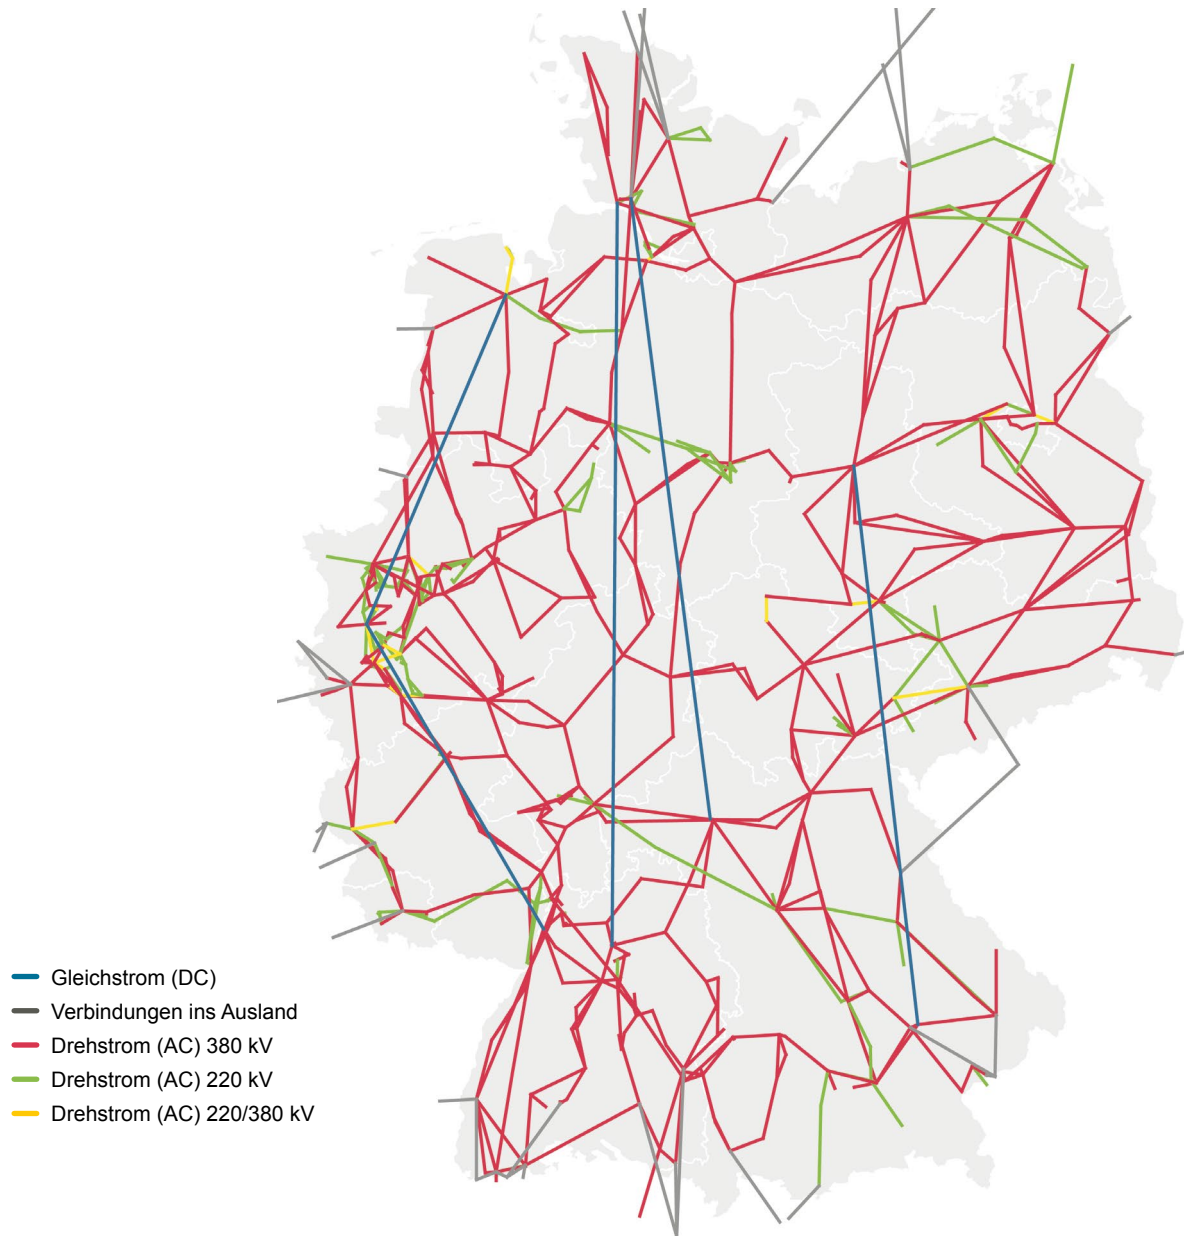 Gleichstrom (DC)
Verbindungen ins Ausland
Drehstrom (AC) 380 kV
Drehstrom (AC) 220 kV
Drehstrom (AC) 220/380 kV